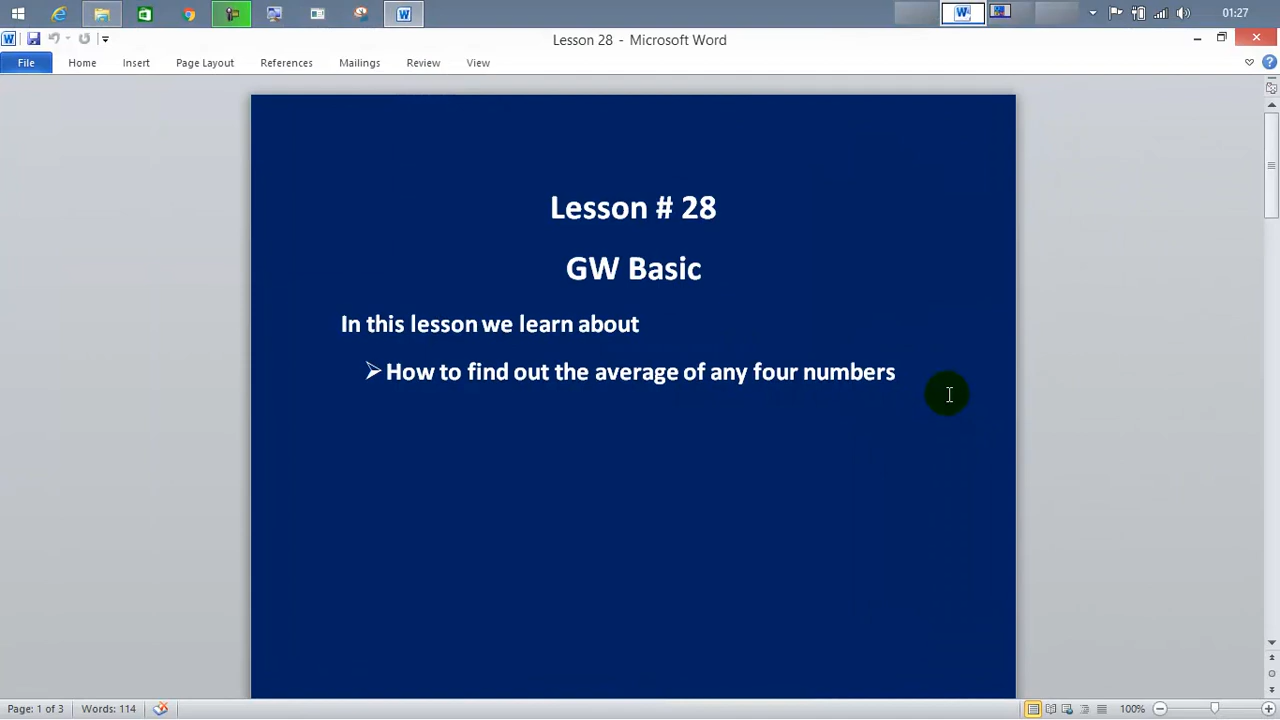 01:27
Lesson 28 - Microsoft Word
File Home Insert Page Layout References Mailings Review View
Lesson # 28
GW Basic
In this lesson we learn about
➢ How to find out the average of any four numbers
Page: 1 of 3 Words: 114 100%